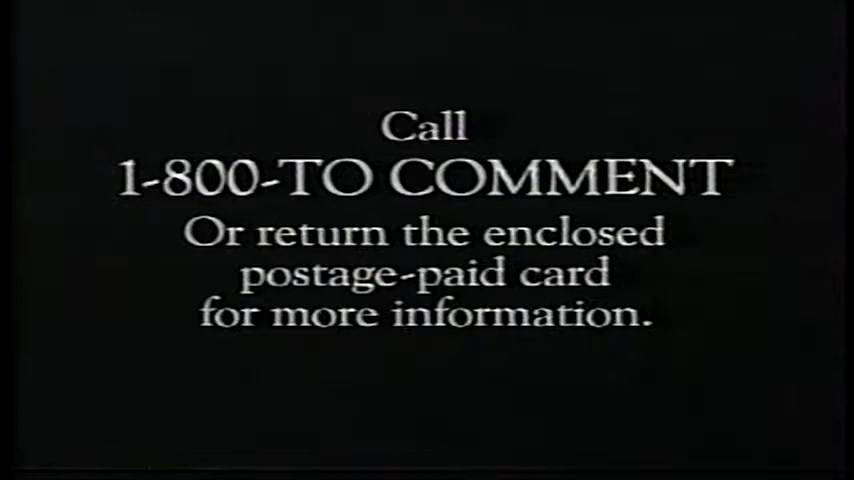 Call
1-800-TO COMMENT
Or return the enclosed
postage-paid card
for more information.